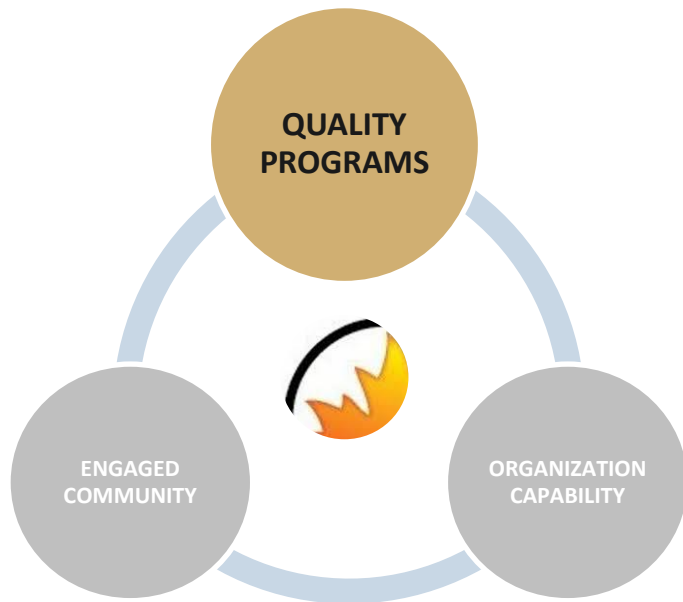 QUALITY
PROGRAMS
ENGAGED
COMMUNITY
ORGANIZATION
CAPABILITY